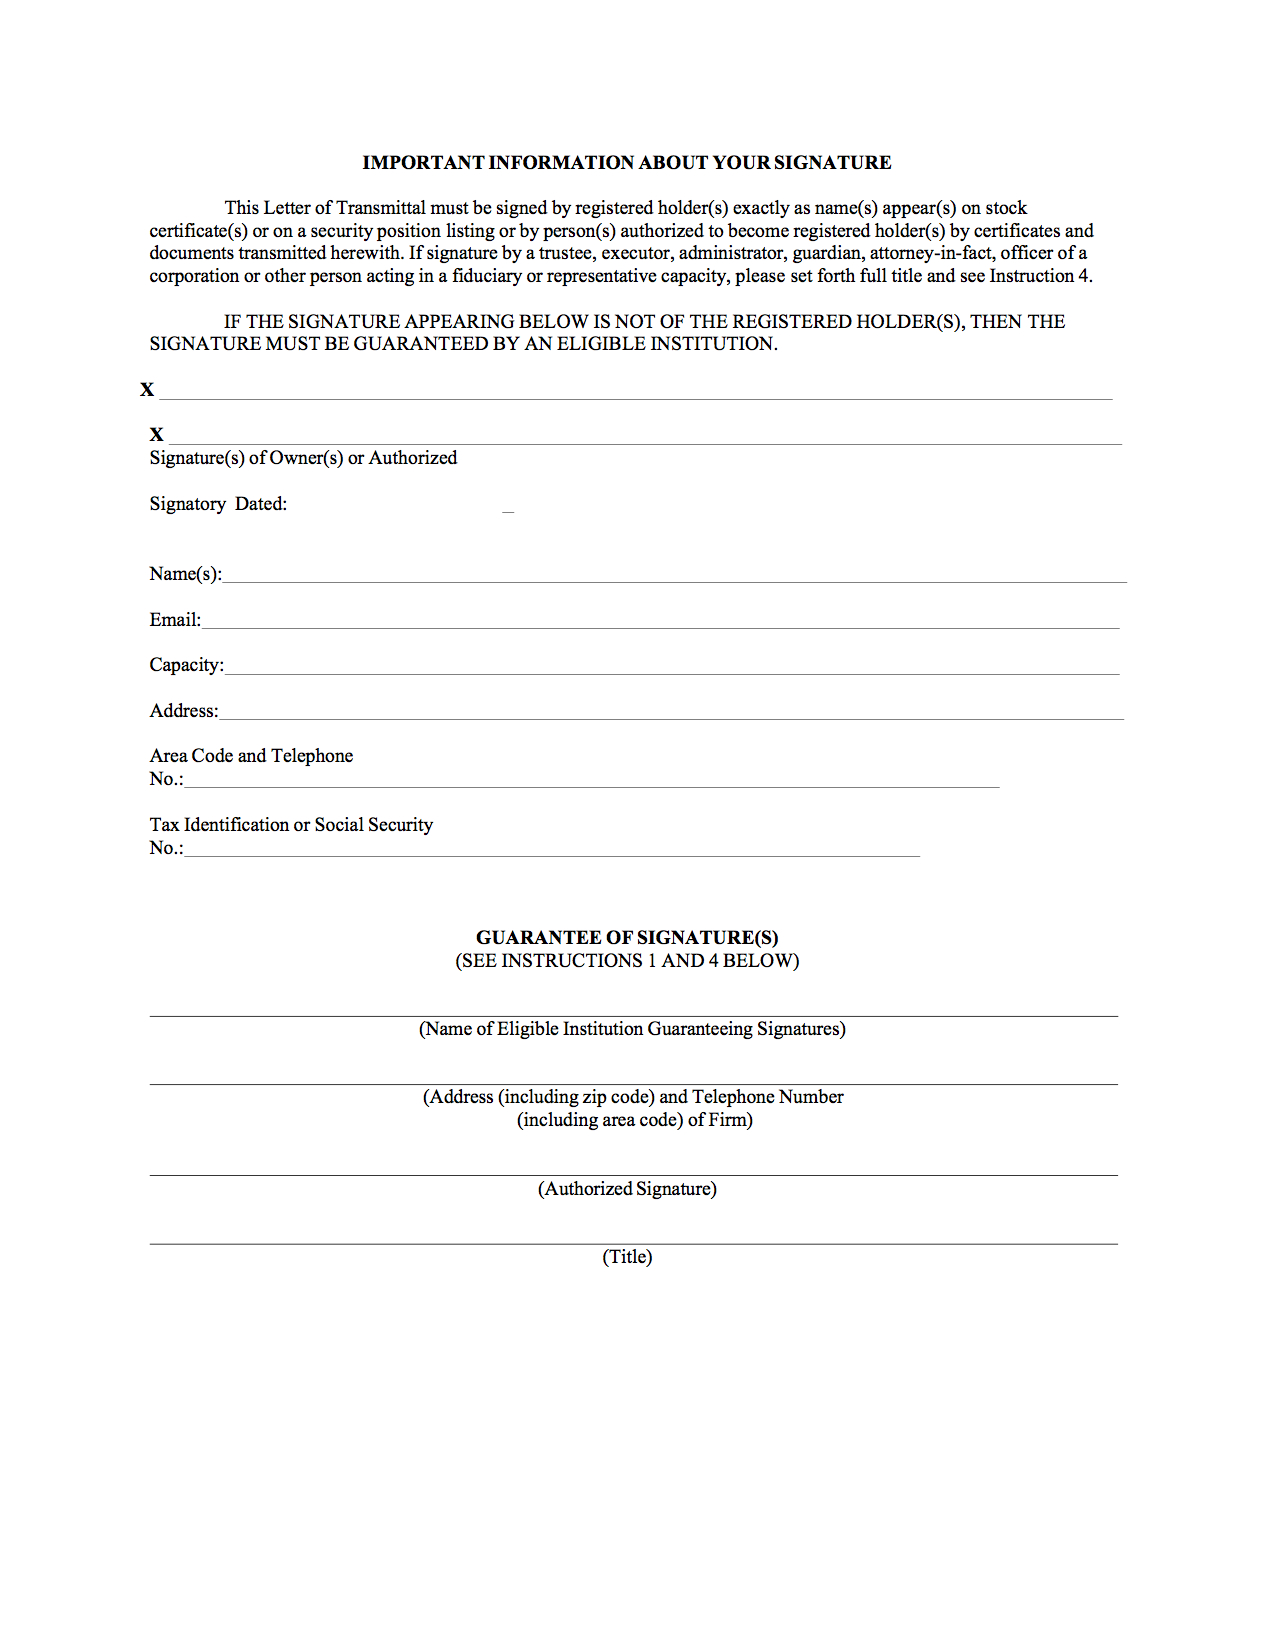 IMPORTANT INFORMATION ABOUT YOUR SIGNATURE
This Letter of Transmittal must be signed by registered holder(s) exactly as name(s) appear(s) on stock
certificate(s) or on a security position listing or by person(s) authorized to become registered holder(s) by certificates and
documents transmitted herewith. If signature by a trustee, executor, administrator, guardian, attorney-in-fact, officer of a
corporation or other person acting in a fiduciary or representative capacity, please set forth full title and see Instruction 4.
IF THE SIGNATURE APPEARING BELOW IS NOT OF THE REGISTERED HOLDER(S), THEN THE
SIGNATURE MUST BE GUARANTEED BY AN ELIGIBLE INSTITUTION.
X
X
Signature(s) of Owner(s) or Authorized
Signatory Dated:
Name(s):
Email:
Capacity:
Address:
Area Code and Telephone
No.:
Tax Identification or Social Security
No.:
GUARANTEE OF SIGNATURE(S)
(SEE INSTRUCTIONS 1 AND 4 BELOW)
(Name of Eligible Institution Guaranteeing Signatures)
(Address (including zip code) and Telephone Number
(including area code) of Firm)
(Authorized Signature)
(Title)